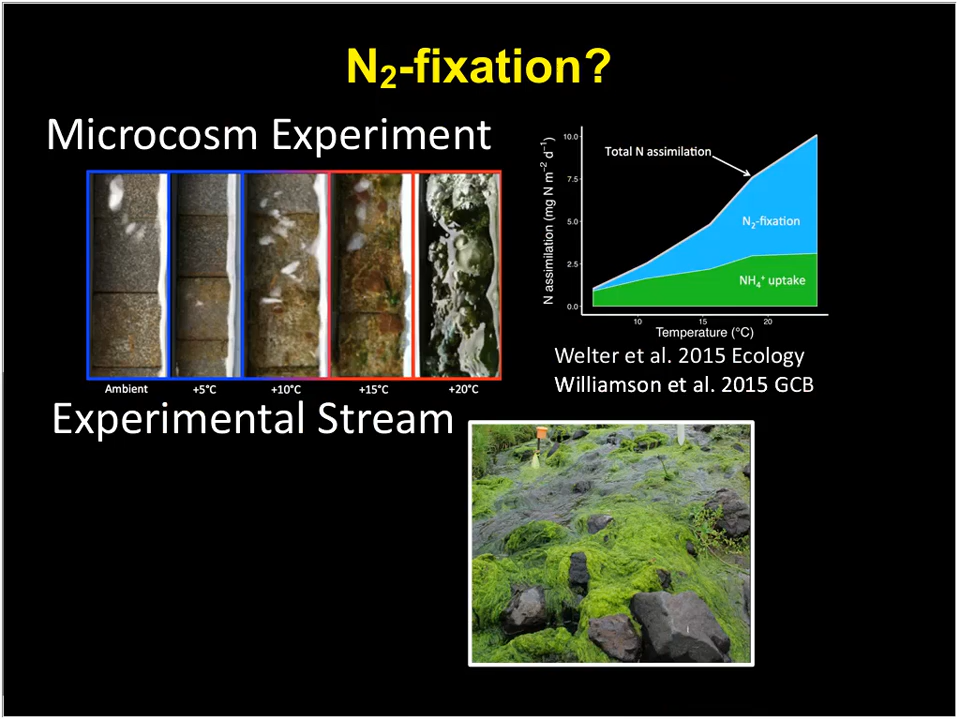 N₂-fixation?
Microcosm Experiment
Ambient
+5°C
+10°C
+15°C
+20°C
N assimilation (mg N m⁻² d⁻¹)
10.0
7.5
5.0
2.5
0.0
Total N assimilation
N₂-fixation
NH₄⁺ uptake
10
15
20
Temperature (°C)
Welter et al. 2015 Ecology
Williamson et al. 2015 GCB
Experimental Stream